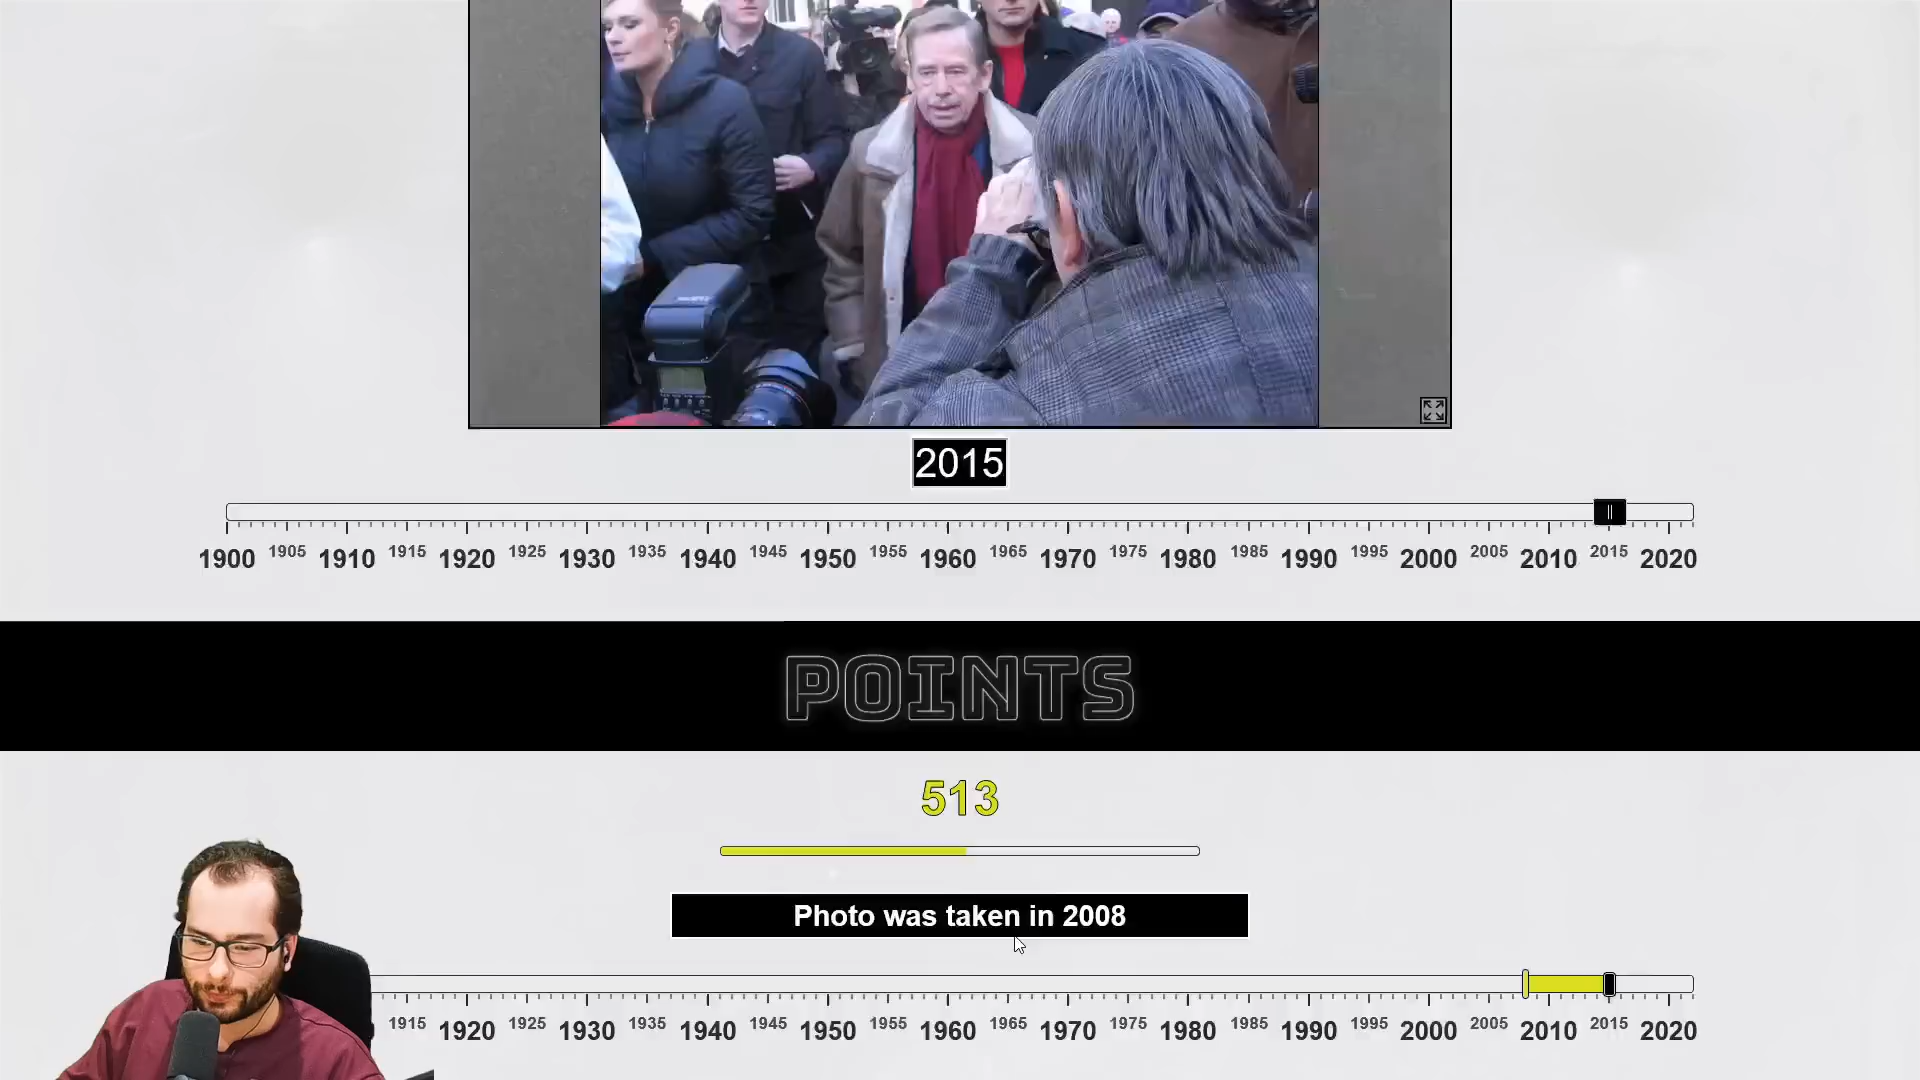 2015
1900 1905 1910 1915 1920 1925 1930 1935 1940 1945 1950 1955 1960 1965 1970 1975 1980 1985 1990 1995 2000 2005 2010 2015 2020
POINTS
513
Photo was taken in 2008
1915 1920 1925 1930 1935 1940 1945 1950 1955 1960 1965 1970 1975 1980 1985 1990 1995 2000 2005 2010 2015 2020